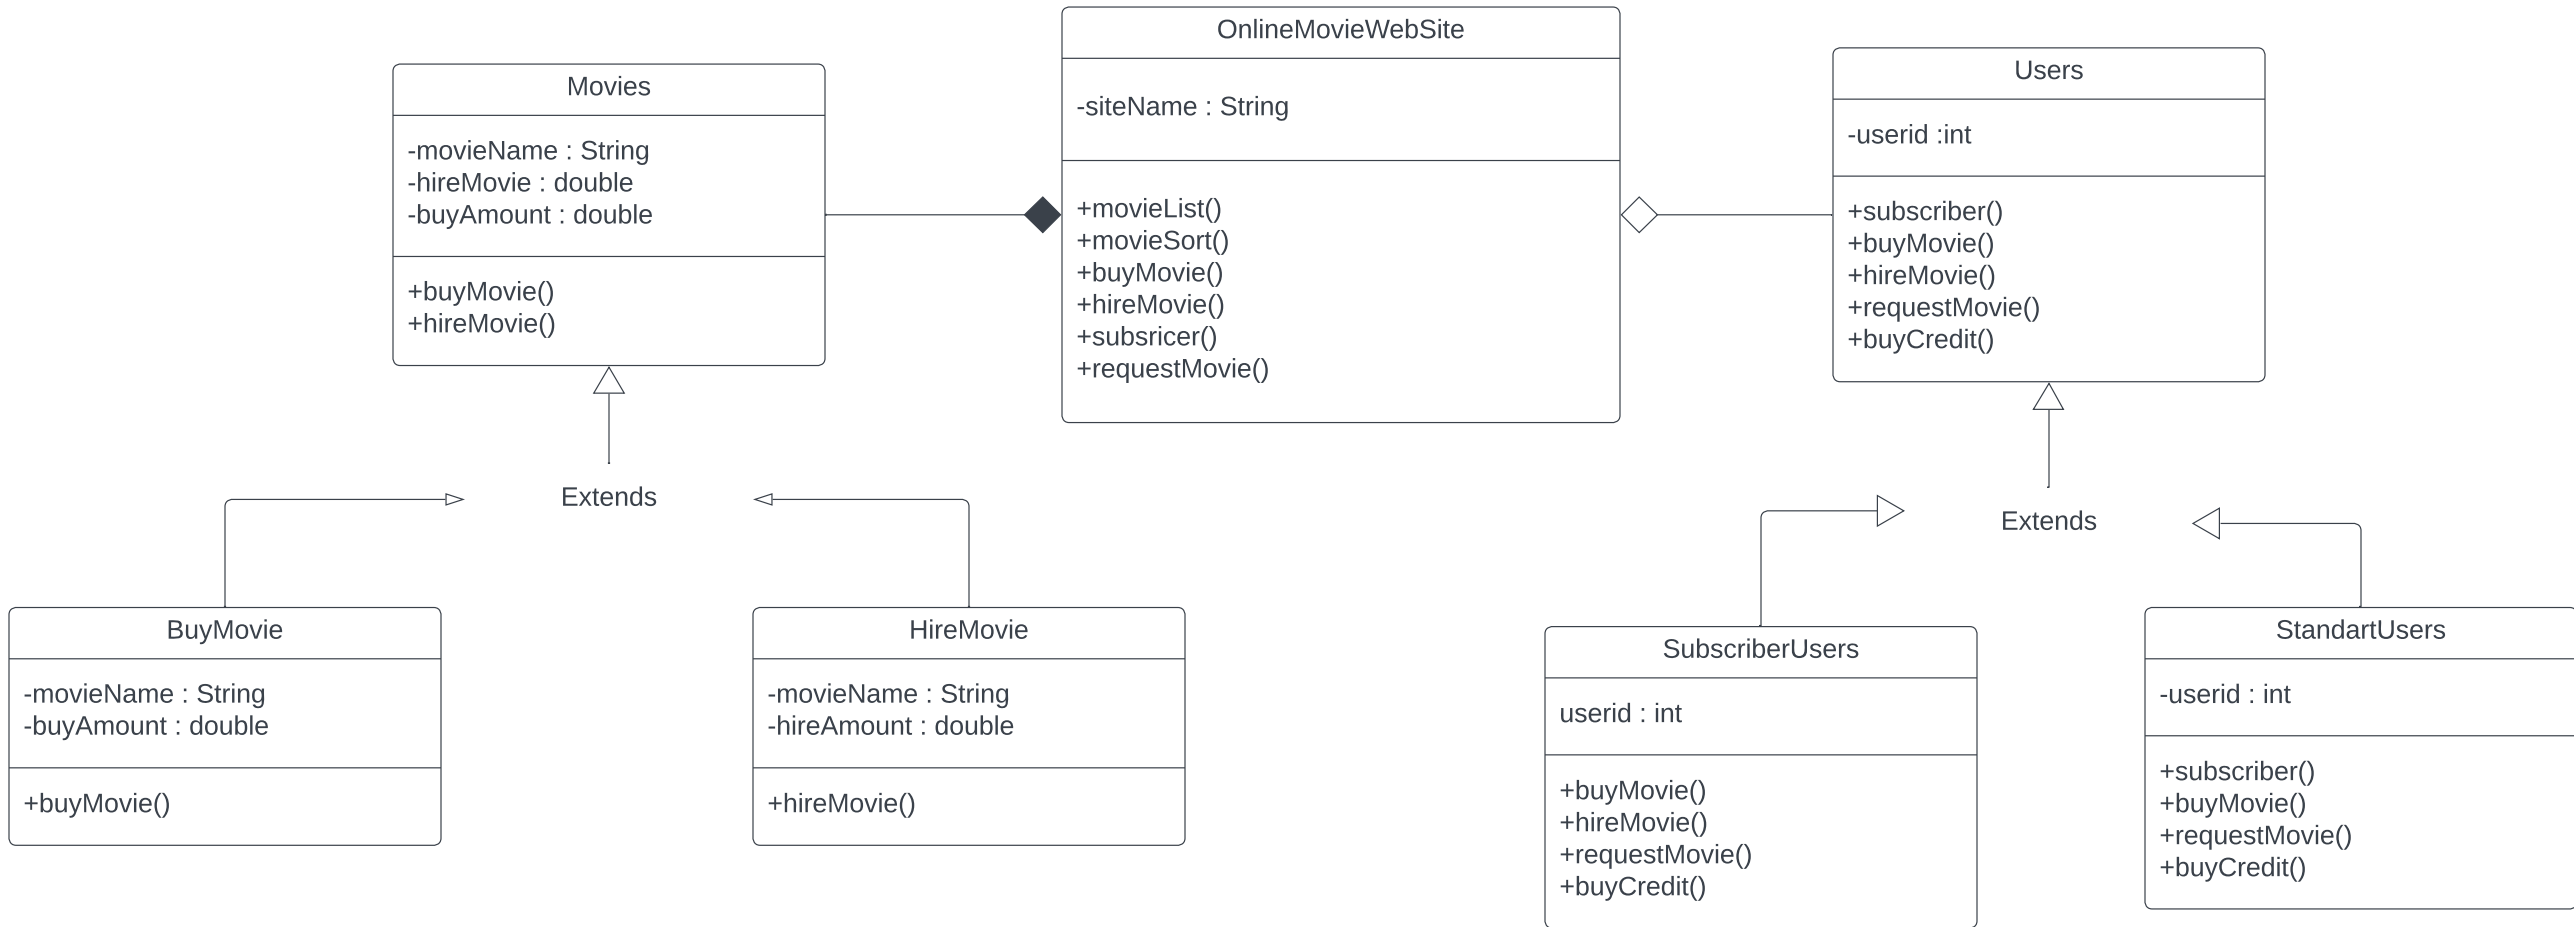 OnlineMovieWebSite
-siteName : String
+movieList()
+movieSort()
+buyMovie()
+hireMovie()
+subsricer()
+requestMovie()
Movies
-movieName : String
-hireMovie : double
-buyAmount : double
+buyMovie()
+hireMovie()
Users
-userid :int
+subscriber()
+buyMovie()
+hireMovie()
+requestMovie()
+buyCredit()
Extends
Extends
BuyMovie
-movieName : String
-buyAmount : double
+buyMovie()
HireMovie
-movieName : String
-hireAmount : double
+hireMovie()
SubscriberUsers
userid : int
+buyMovie()
+hireMovie()
+requestMovie()
+buyCredit()
StandartUsers
-userid : int
+subscriber()
+buyMovie()
+requestMovie()
+buyCredit()